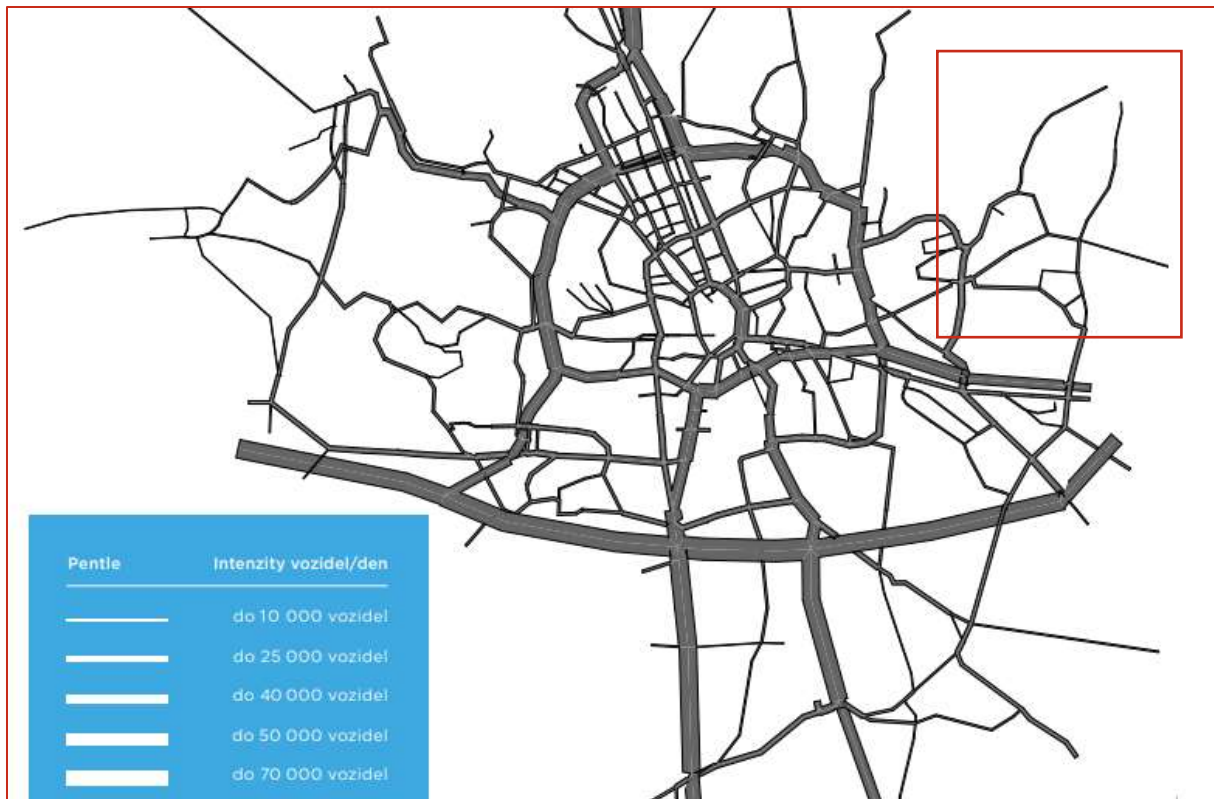 Pentle Intenzity vozidel/den
do 10 000 vozidel
do 25 000 vozidel
do 40 000 vozidel
do 50 000 vozidel
do 70 000 vozidel